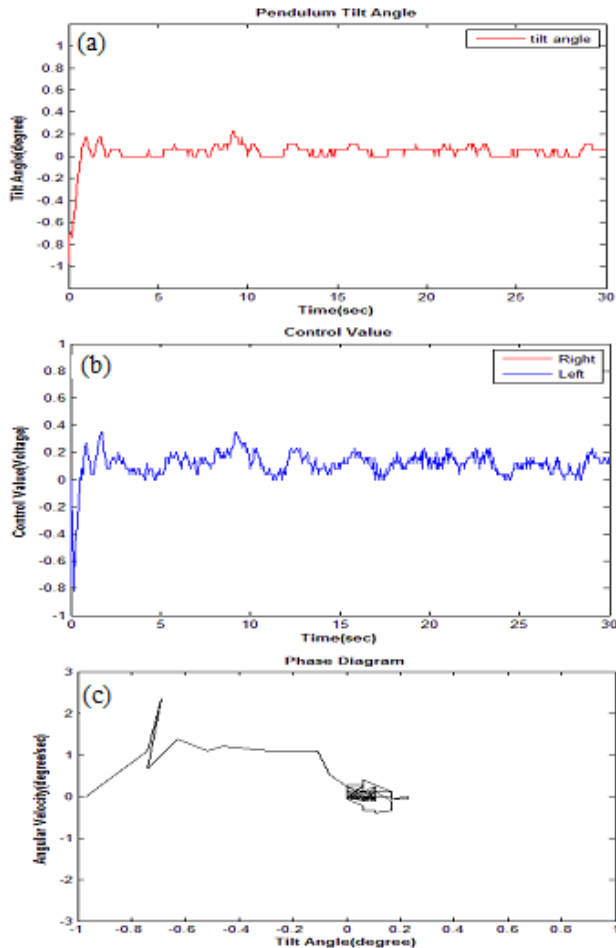 Pendulum Tilt Angle
(a)
tilt angle
1
0.8
0.6
0.4
0.2
0
-0.2
-0.4
-0.6
-0.8
-1
Tilt Angle(degree)
0 5 10 15 20 25 30
Time(sec)
Control Value
(b)
Right
Left
1
0.8
0.6
0.4
0.2
0
-0.2
-0.4
-0.6
-0.8
-1
Control Value(Voltage)
0 5 10 15 20 25 30
Time(sec)
Phase Diagram
(c)
3
2
1
0
-1
-2
-3
Angular Velocity(degree/sec)
-1 -0.8 -0.6 -0.4 -0.2 0 0.2 0.4 0.6 0.8
Tilt Angle(degree)